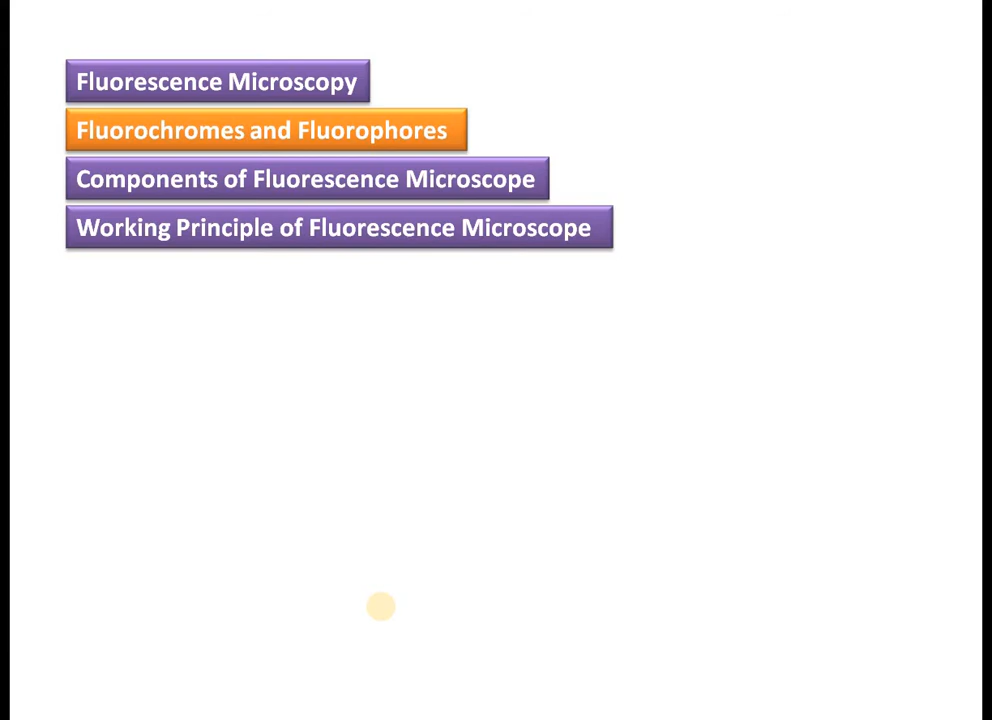 Fluorescence Microscopy
Fluorochromes and Fluorophores
Components of Fluorescence Microscope
Working Principle of Fluorescence Microscope